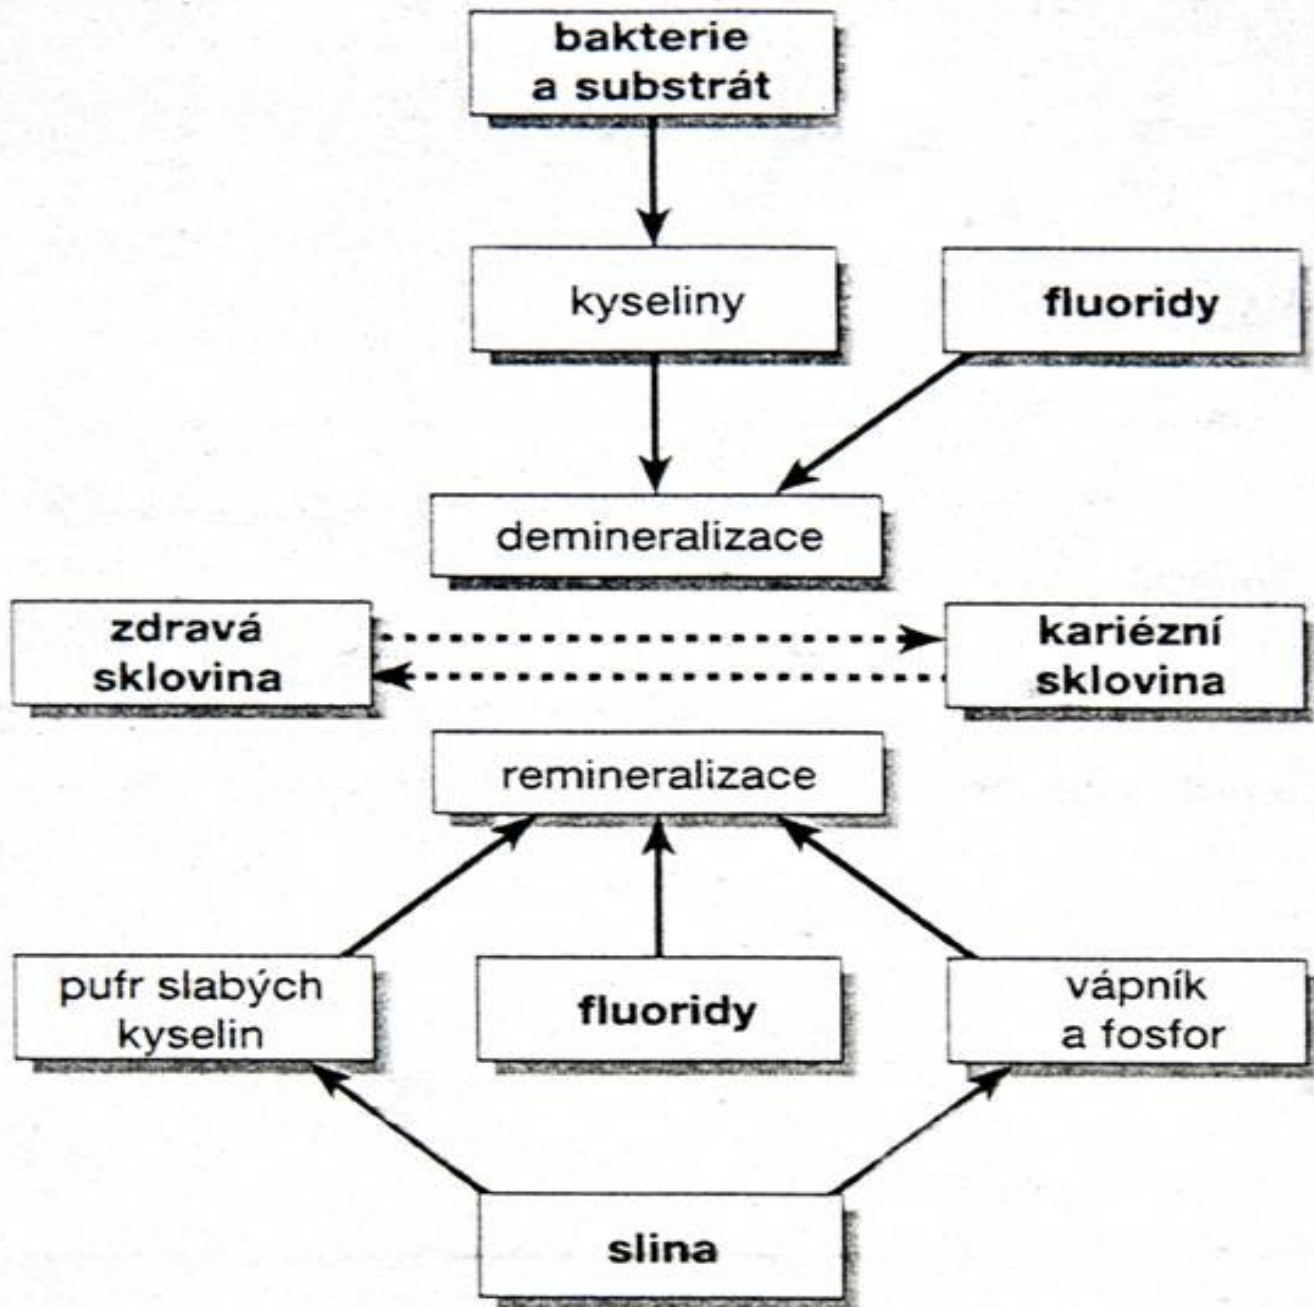 bakterie
a substrát
kyseliny
fluoridy
demineralizace
zdravá
sklovina
kariézní
sklovina
remineralizace
pufr slabých
kyselin
fluoridy
vápník
a fosfor
slina